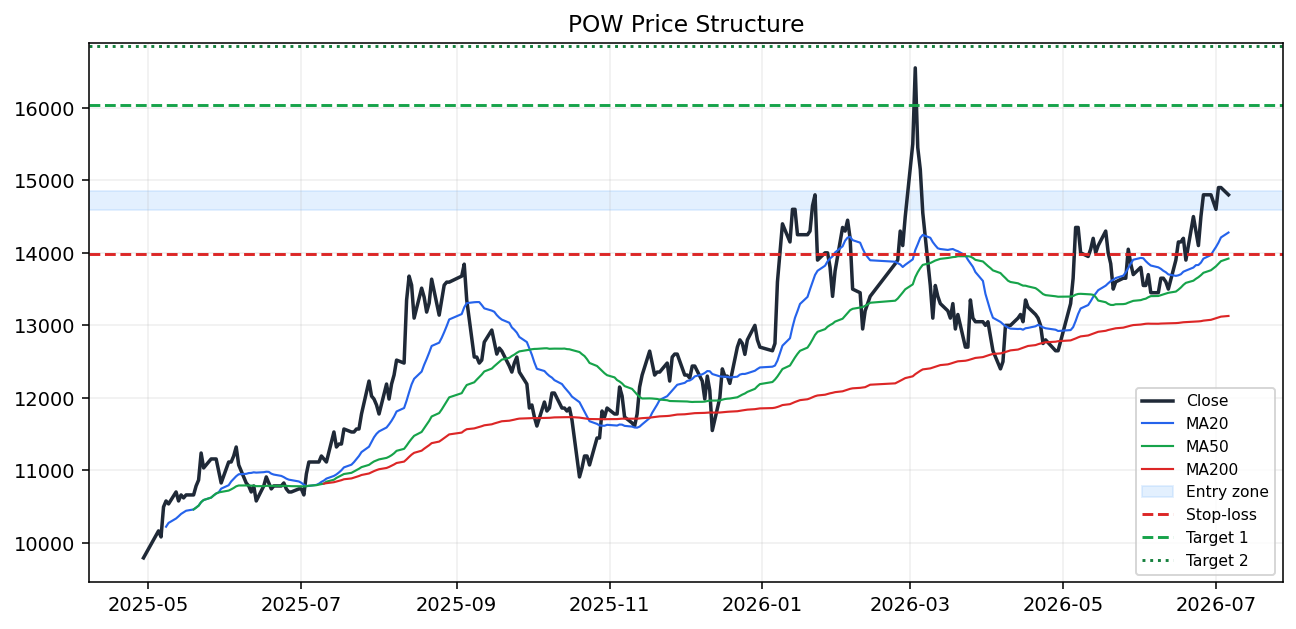 POW Price Structure
16000
15000
14000
13000
12000
11000
10000
2025-05
2025-07
2025-09
2025-11
2026-01
2026-03
2026-05
2026-07
Close
MA20
MA50
MA200
Entry zone
Stop-loss
Target 1
Target 2